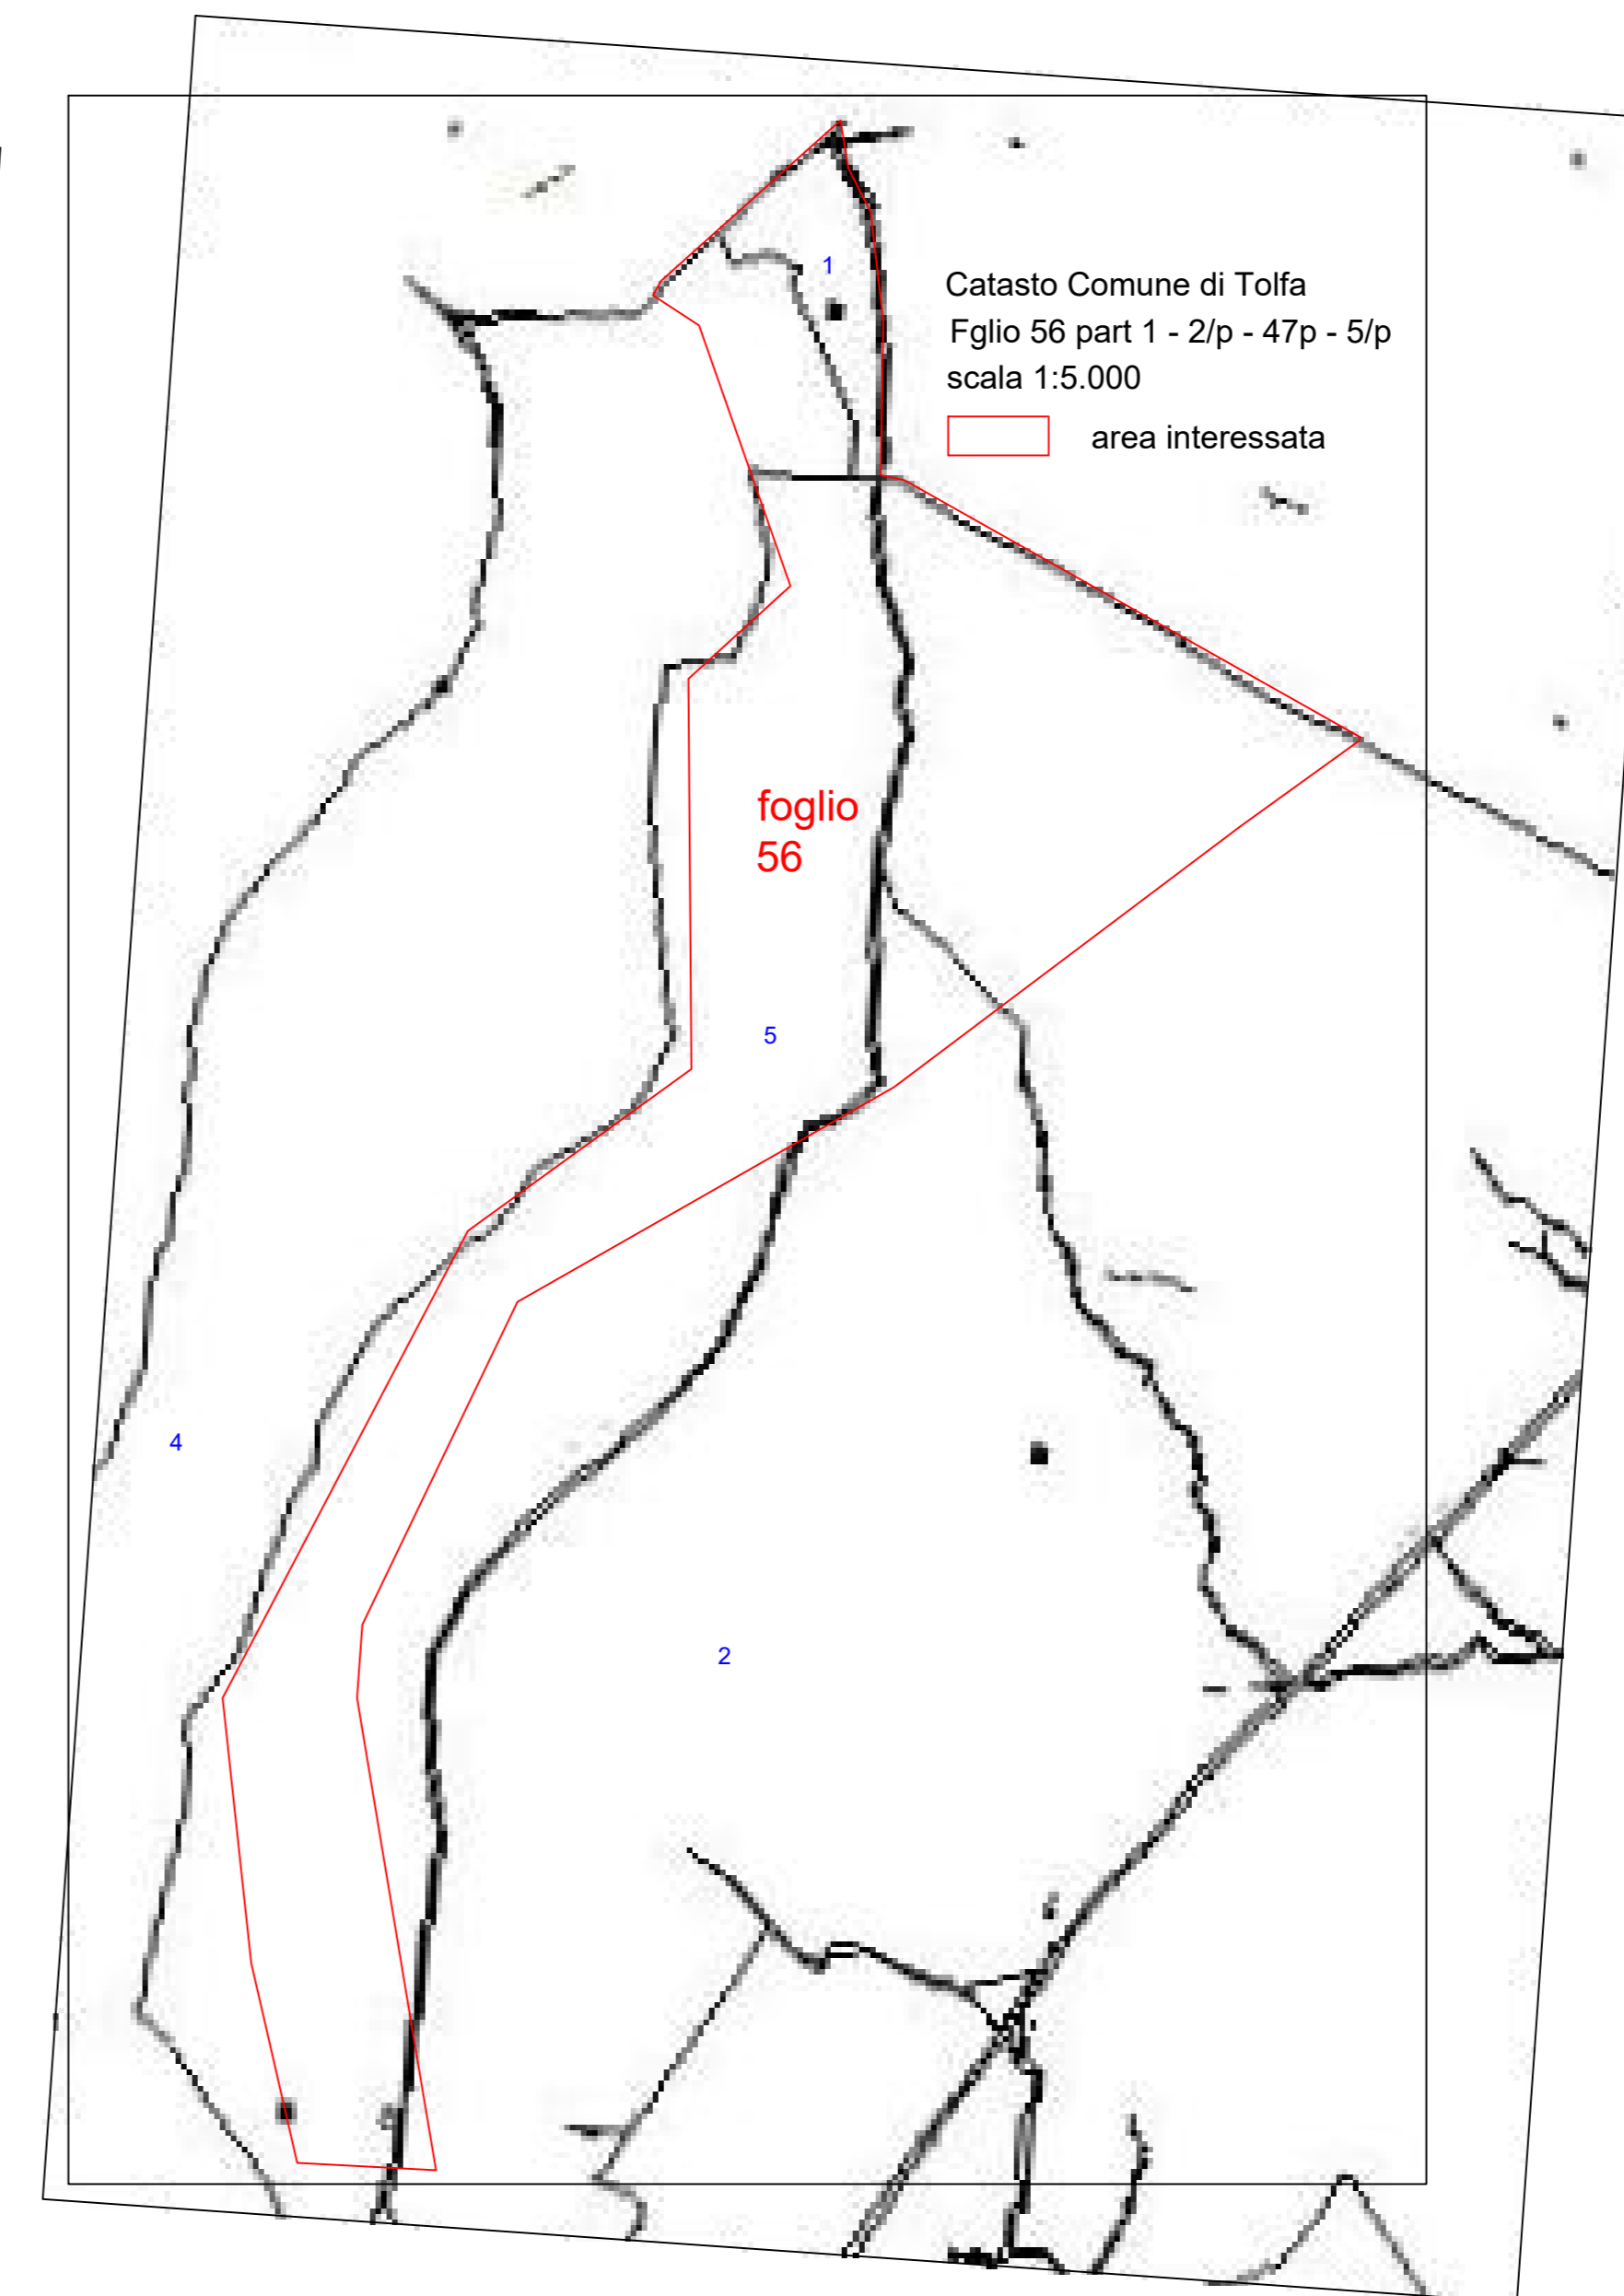 1
Catasto Comune di Tolfa
Fglio 56 part 1 - 2/p - 47p - 5/p
scala 1:5.000
area interessata
foglio
56
5
4
2